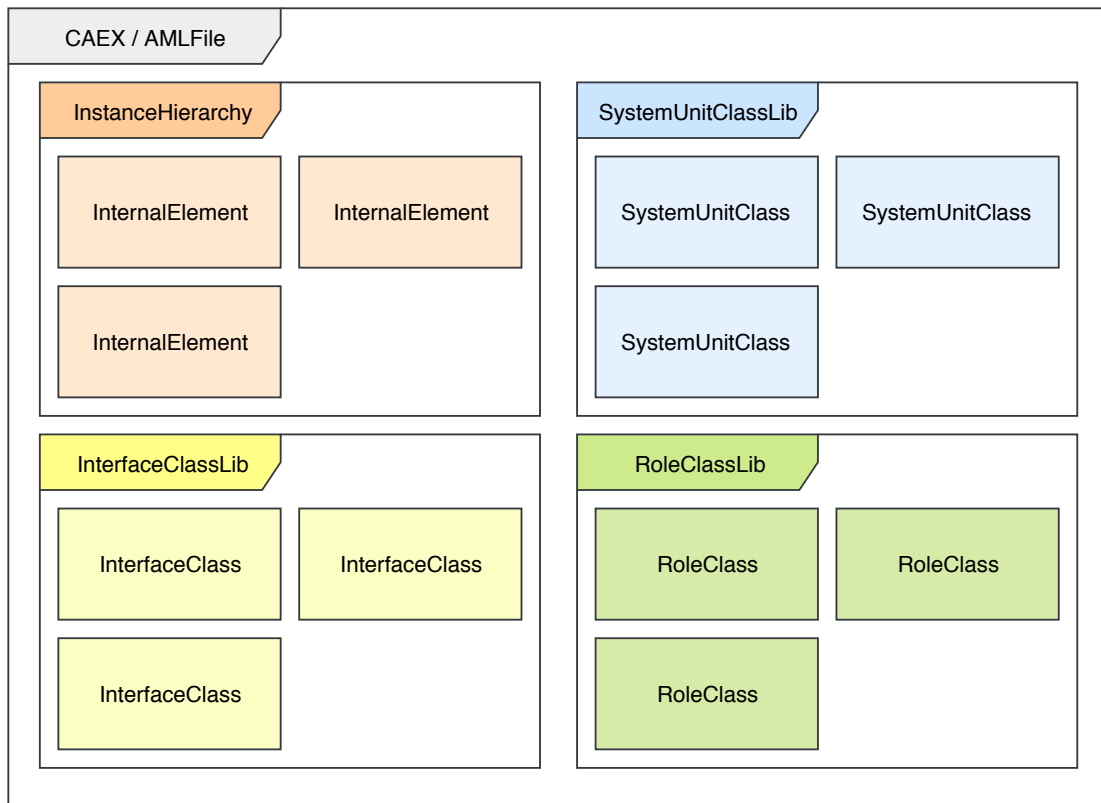 CAEX / AMLFile
InstanceHierarchy
InternalElement
InternalElement
InternalElement
SystemUnitClassLib
SystemUnitClass
SystemUnitClass
SystemUnitClass
InterfaceClassLib
InterfaceClass
InterfaceClass
InterfaceClass
RoleClassLib
RoleClass
RoleClass
RoleClass